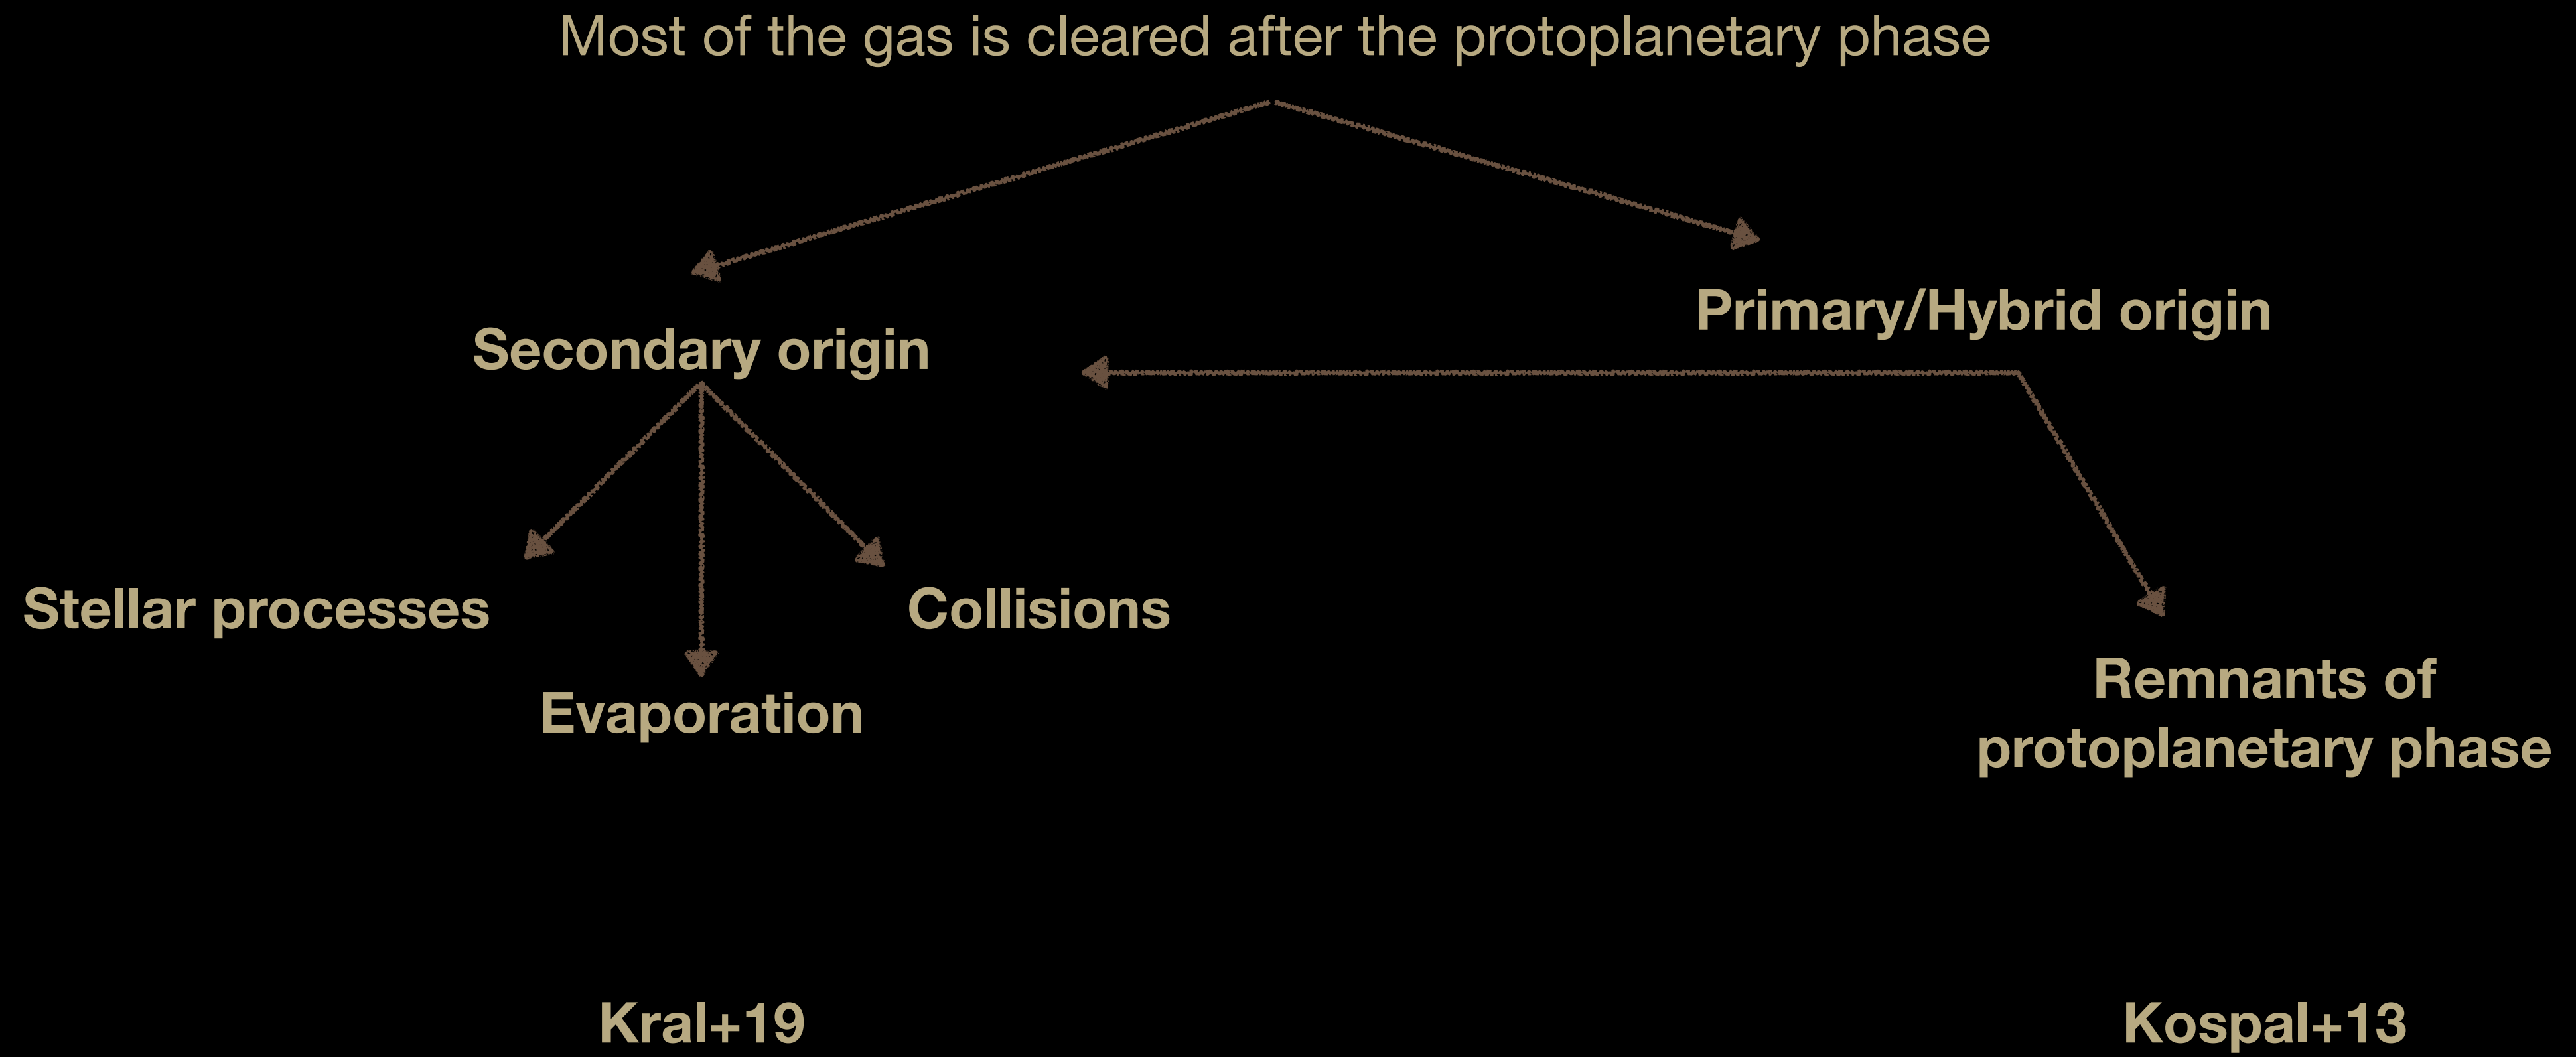 Most of the gas is cleared after the protoplanetary phase
Primary/Hybrid origin
Secondary origin
Stellar processes
Collisions
Evaporation
Remnants of
protoplanetary phase
Kral+19
Kospal+13